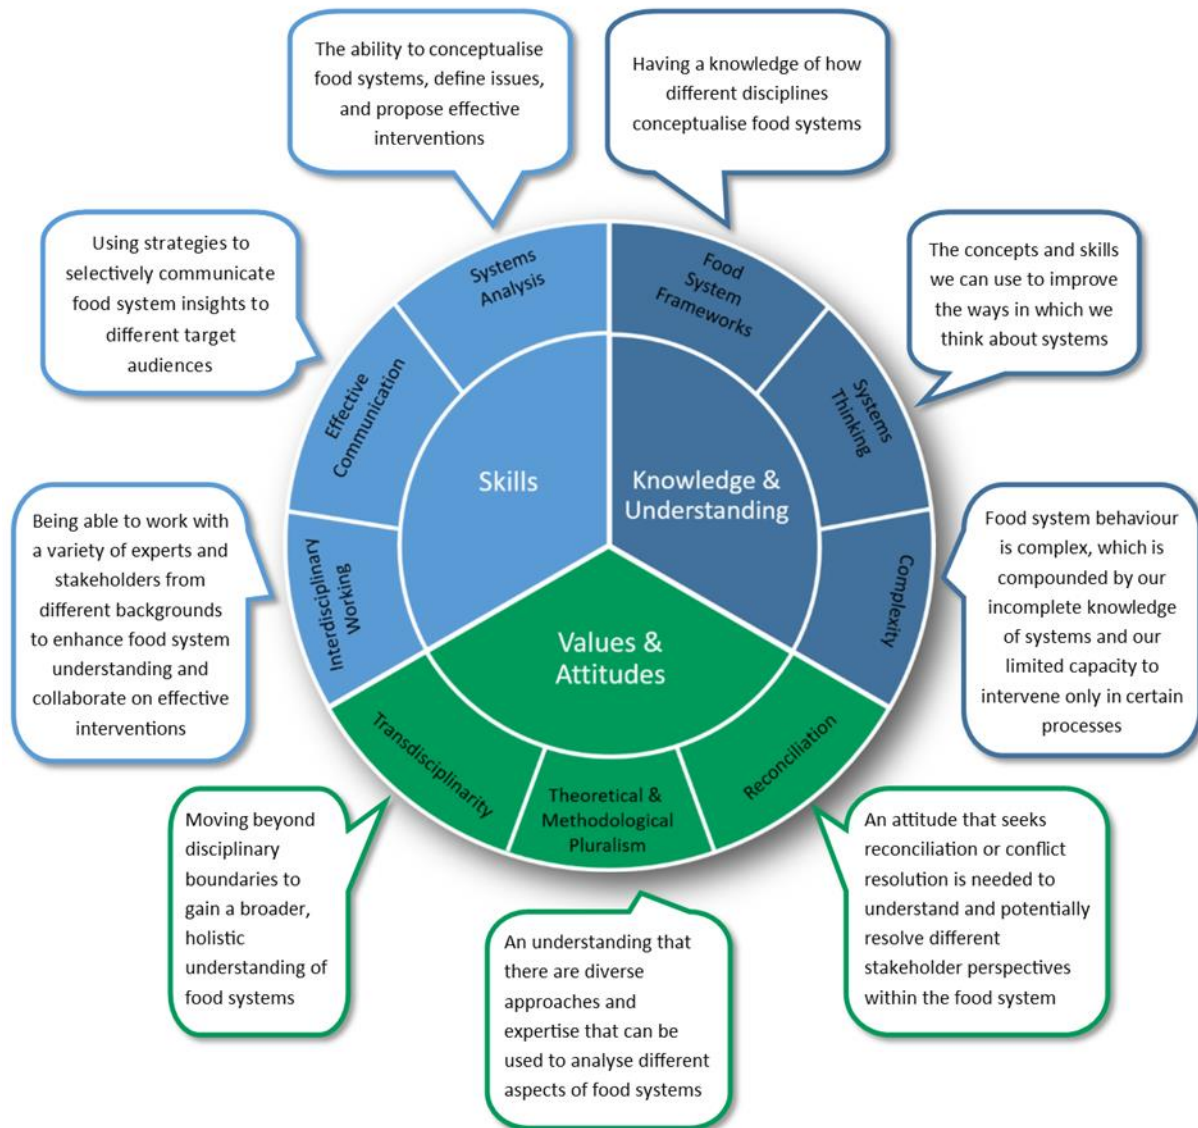 The ability to conceptualise
food systems, define issues,
and propose effective
interventions
Having a knowledge of how
different disciplines
conceptualise food systems
Using strategies to
selectively communicate
food system insights to
different target
audiences
The concepts and skills
we can use to improve
the ways in which we
think about systems
Being able to work with
a variety of experts and
stakeholders from
different backgrounds
to enhance food system
understanding and
collaborate on effective
interventions
Food system behaviour
is complex, which is
compounded by our
incomplete knowledge
of systems and our
limited capacity to
intervene only in certain
processes
Moving beyond
disciplinary
boundaries to
gain a broader,
holistic
understanding of
food systems
An understanding that
there are diverse
approaches and
expertise that can be
used to analyse different
aspects of food systems
An attitude that seeks
reconciliation or conflict
resolution is needed to
understand and potentially
resolve different
stakeholder perspectives
within the food system
Systems
Analysis
Effective
Communication
Interdisciplinary
Working
Skills
Food
System
Frameworks
Systems
Thinking
Complexity
Knowledge &
Understanding
Values &
Attitudes
Transdisciplinarity
Theoretical &
Methodological
Pluralism
Reconciliation